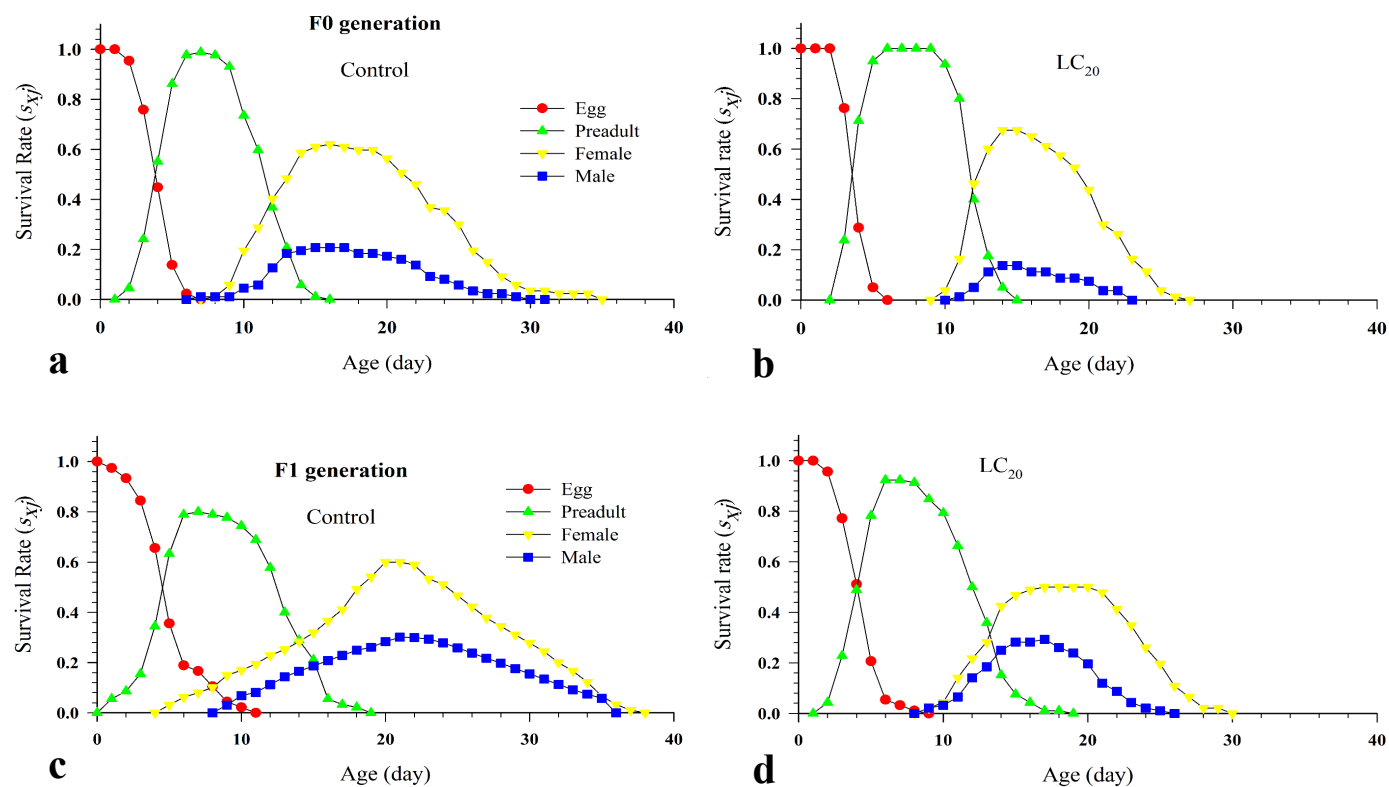 a
F0 generation
Control
Survival Rate (sxj)
1.0
0.8
0.6
0.4
0.2
0.0
Egg
Preadult
Female
Male
0
10
20
30
40
Age (day)
b
LC20
Survival rate (sxj)
1.0
0.8
0.6
0.4
0.2
0.0
0
10
20
30
40
Age (day)
c
F1 generation
Control
Survival Rate (sxj)
1.0
0.8
0.6
0.4
0.2
0.0
Egg
Preadult
Female
Male
0
10
20
30
40
Age (day)
d
LC20
Survival rate (sxj)
1.0
0.8
0.6
0.4
0.2
0.0
0
10
20
30
40
Age (day)